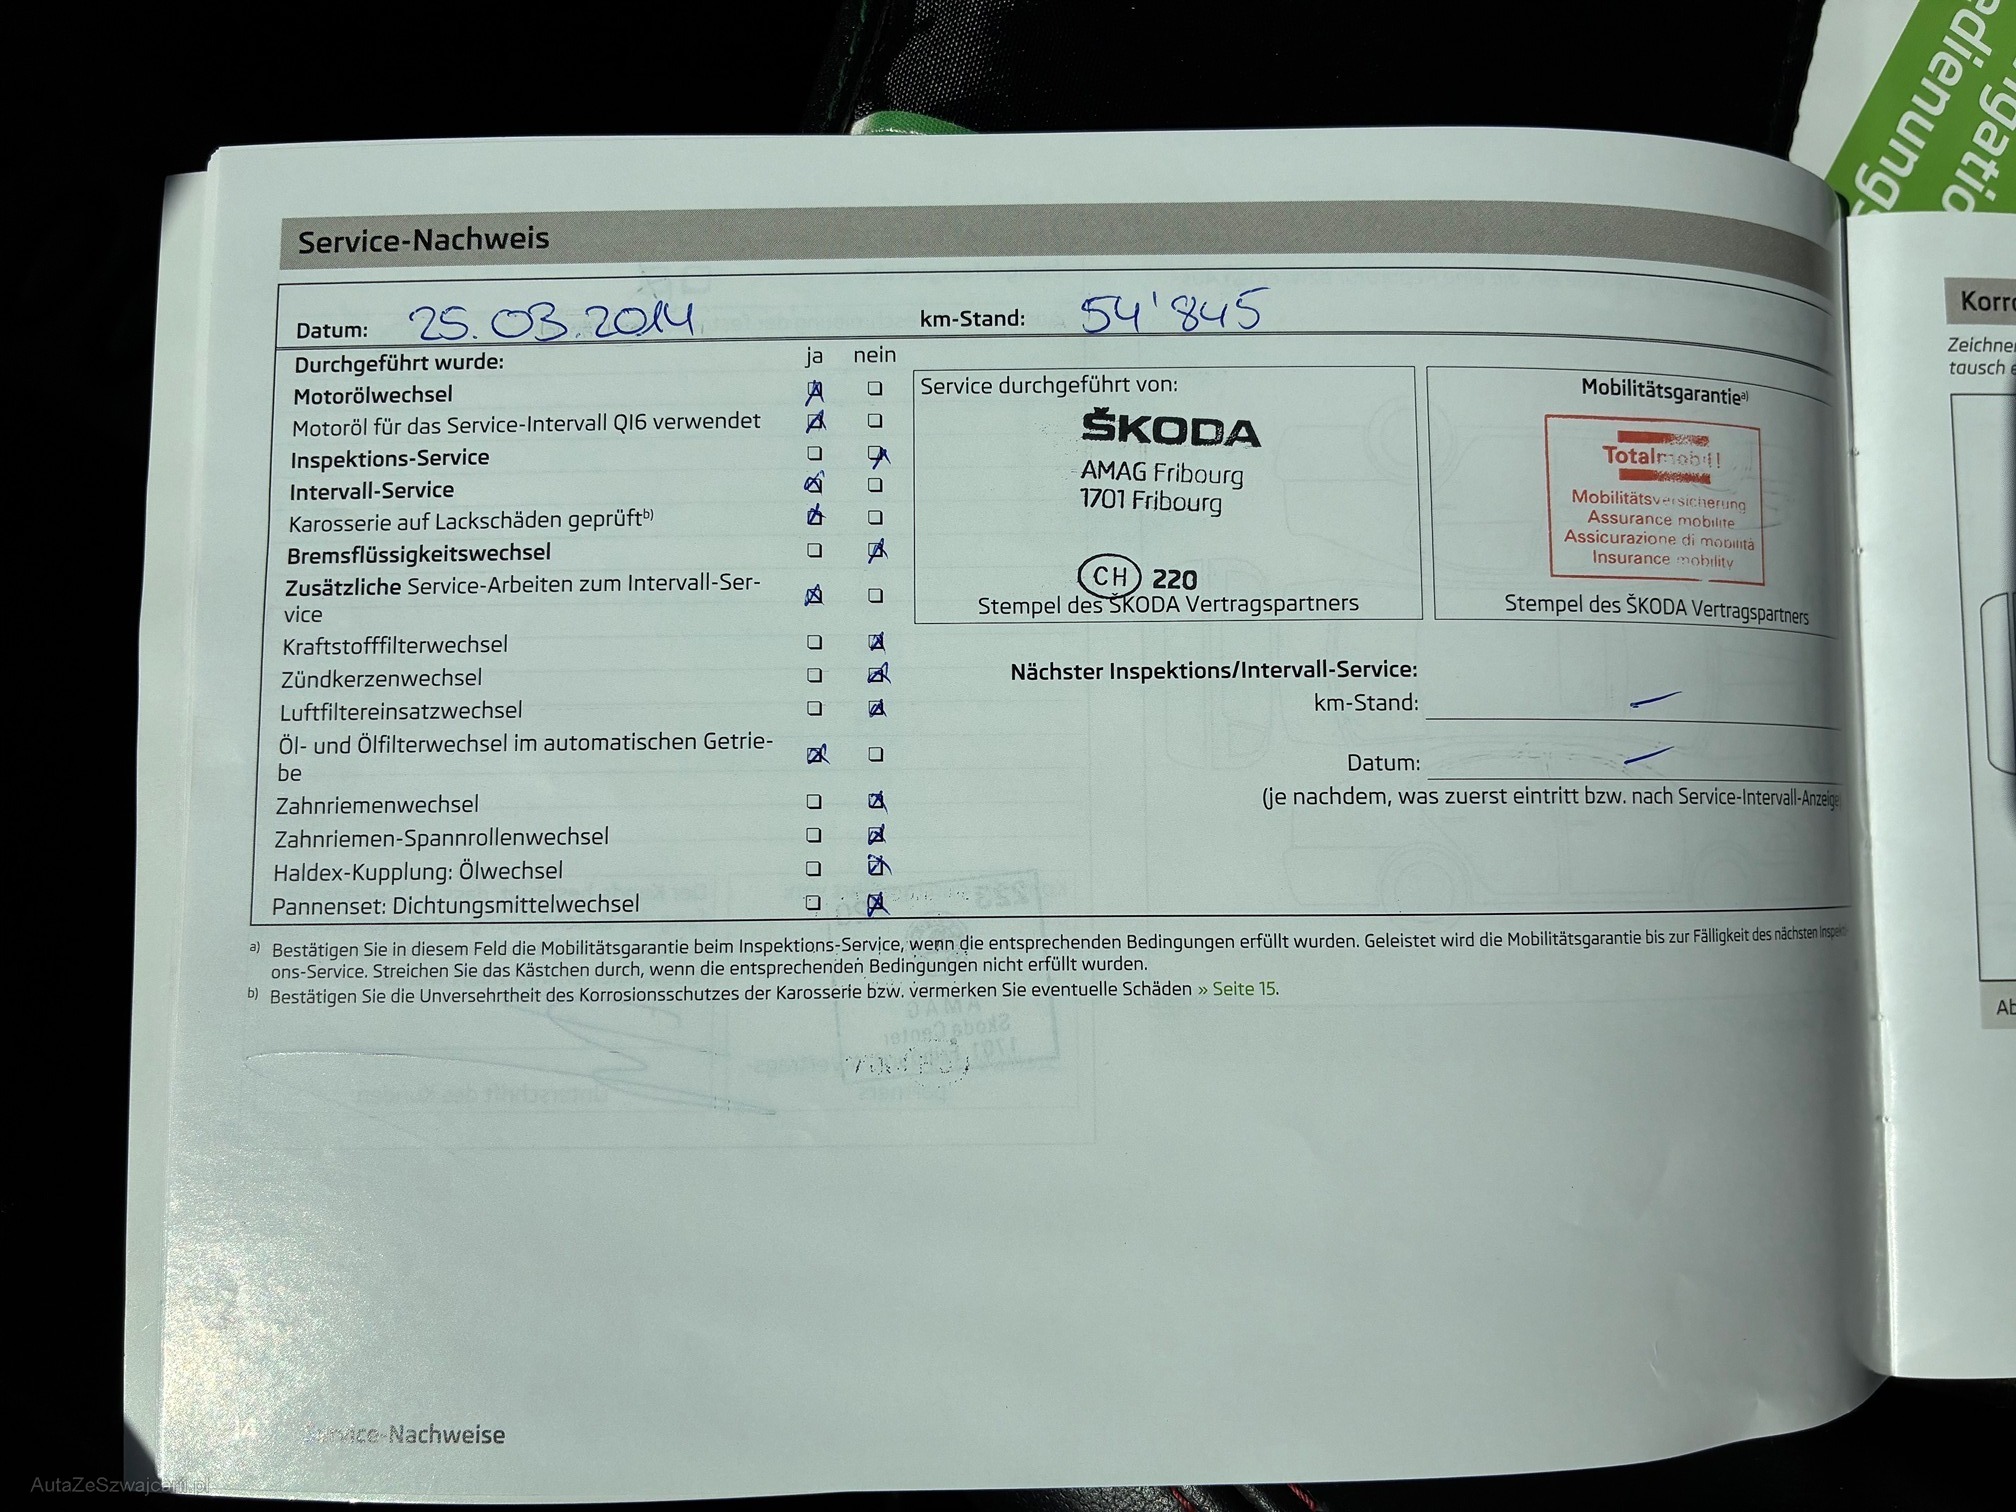 edienungs
Service-Nachweis
Datum: 25.03.2014 km-Stand: 54'845
Durchgeführt wurde: ja nein
Motorölwechsel
Motoröl für das Service-Intervall QI6 verwendet
Inspektions-Service
Intervall-Service
Karosserie auf Lackschäden geprüft b)
Bremsflüssigkeitswechsel
Zusätzliche Service-Arbeiten zum Intervall-Ser-
vice
Kraftstofffilterwechsel
Zündkerzenwechsel
Luftfiltereinsatzwechsel
Öl- und Ölfilterwechsel im automatischen Getrie-
be
Zahnriemenwechsel
Zahnriemen-Spannrollenwechsel
Haldex-Kupplung: Ölwechsel
Pannenset: Dichtungsmittelwechsel
Service durchgeführt von:
ŠKODA
AMAG Fribourg
1701 Fribourg
CH 220
Stempel des ŠKODA Vertragspartners
Mobilitätsgarantie a)
Totalmobil!
Mobilitätsversicherung
Assurance mobilité
Assicurazione di mobilità
Insurance mobility
Stempel des ŠKODA Vertragspartners
Nächster Inspektions/Intervall-Service:
km-Stand: –
Datum: –
(je nachdem, was zuerst eintritt bzw. nach Service-Intervall-Anzeige
a) Bestätigen Sie in diesem Feld die Mobilitätsgarantie beim Inspektions-Service, wenn die entsprechenden Bedingungen erfüllt wurden. Geleistet wird die Mobilitätsgarantie bis zur Fälligkeit des nächsten Inspekti-
ons-Service. Streichen Sie das Kästchen durch, wenn die entsprechenden Bedingungen nicht erfüllt wurden.
b) Bestätigen Sie die Unversehrtheit des Korrosionsschutzes der Karosserie bzw. vermerken Sie eventuelle Schäden » Seite 15.
14 Service-Nachweise
Korro
Zeichnen
tausch e
Ab
AutaZeSzwajcarii.pl